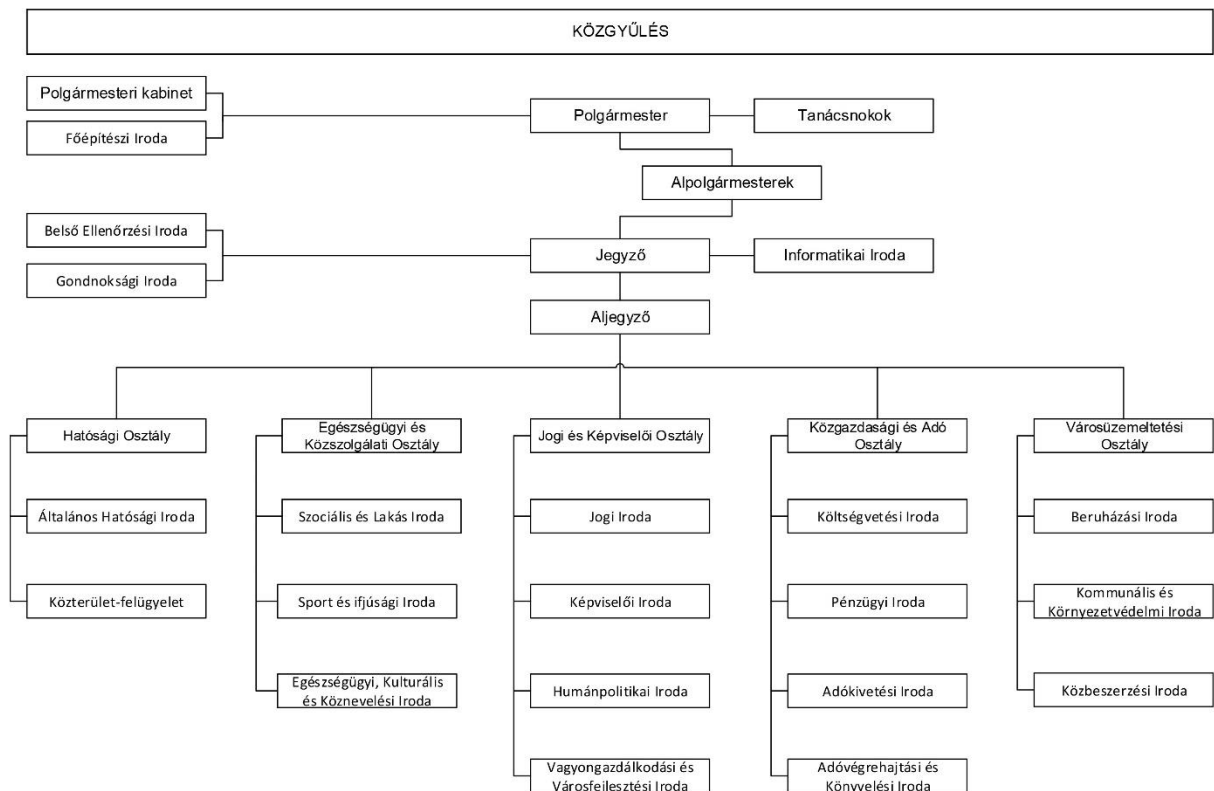 KÖZGYŰLÉS
Polgármesteri kabinet
Főépítészi Iroda
Polgármester
Tanácsnokok
Alpolgármesterek
Belső Ellenőrzési Iroda
Gondnoksági Iroda
Jegyző
Informatikai Iroda
Aljegyző
Hatósági Osztály
Általános Hatósági Iroda
Közterület-felügyelet
Egészségügyi és
Közszolgálati Osztály
Szociális és Lakás Iroda
Sport és ifjúsági Iroda
Egészségügyi, Kulturális
és Köznevelési Iroda
Jogi és Képviselői Osztály
Jogi Iroda
Képviselői Iroda
Humánpolitikai Iroda
Vagyongazdálkodási és
Városfejlesztési Iroda
Közgazdasági és Adó
Osztály
Költségvetési Iroda
Pénzügyi Iroda
Adókivetési Iroda
Adóvégrehajtási és
Könyvelési Iroda
Városüzemeltetési
Osztály
Beruházási Iroda
Kommunális és
Környezetvédelmi Iroda
Közbeszerzési Iroda